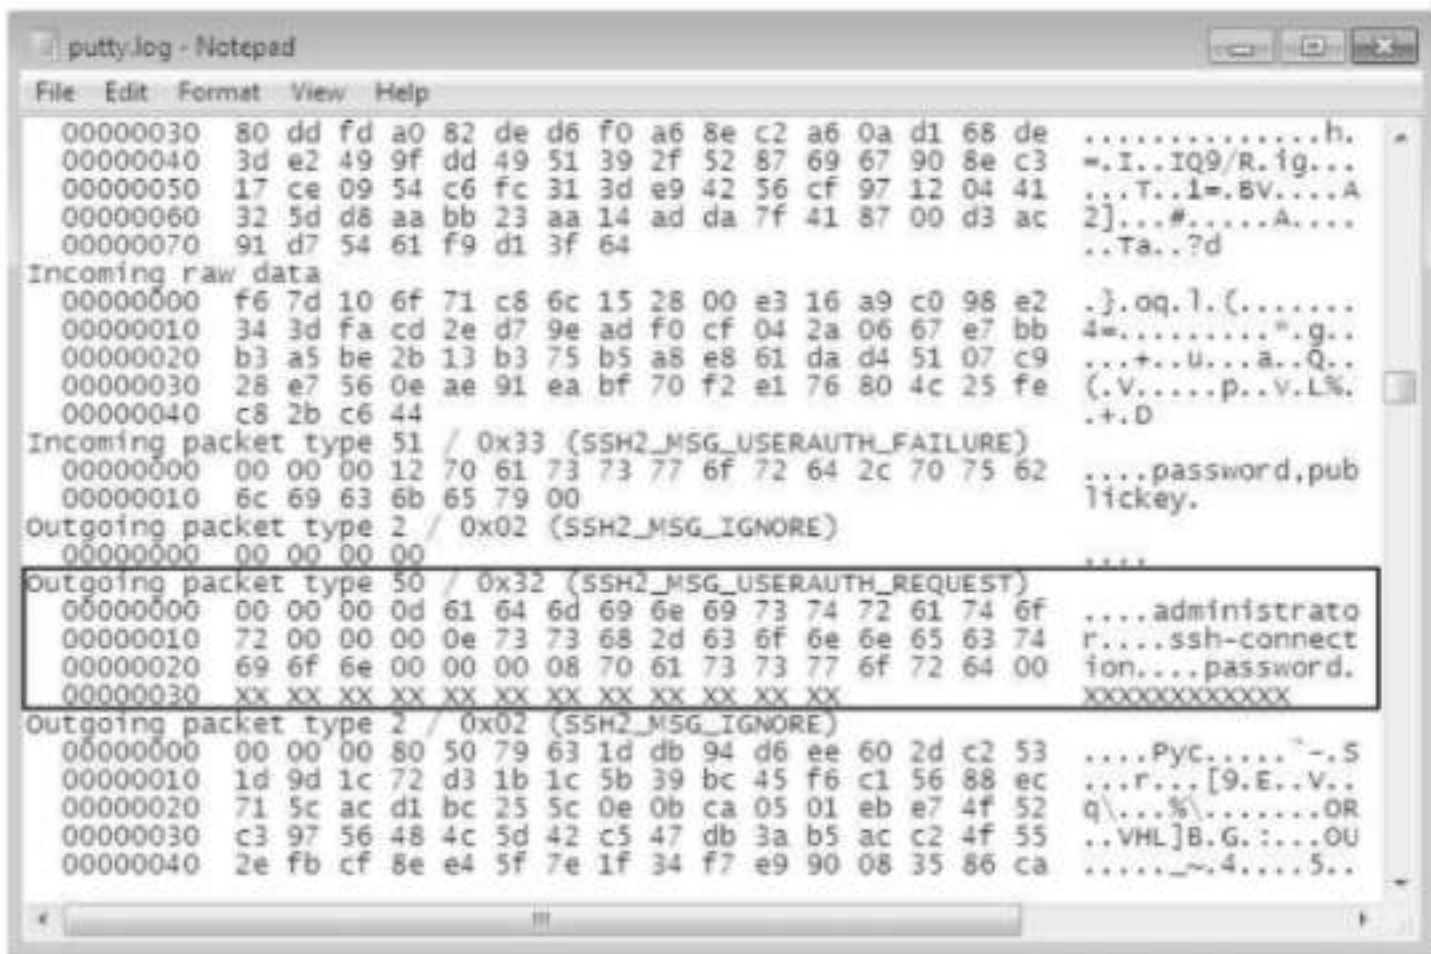 putty.log - Notepad
File Edit Format View Help
00000030 80 dd fd a0 82 de d6 f0 a6 8e c2 a6 0a d1 68 de ..............h.
00000040 3d e2 49 9f dd 49 51 39 2f 52 87 69 67 90 8e c3 =.I..IQ9/R.ig...
00000050 17 ce 09 54 c6 fc 31 3d e9 42 56 cf 97 12 04 41 ...T..1=.BV....A
00000060 32 5d d8 aa bb 23 aa 14 ad da 7f 41 87 00 d3 ac 2]...#.....A....
00000070 91 d7 54 61 f9 d1 3f 64 ..Ta..?d
Incoming raw data
00000000 f6 7d 10 6f 71 c8 6c 15 28 00 e3 16 a9 c0 98 e2 .}.oq.l.(.......
00000010 34 3d fa cd 2e d7 9e ad f0 cf 04 2a 06 67 e7 bb 4=.........*.g..
00000020 b3 a5 be 2b 13 b3 75 b5 a8 e8 61 da d4 51 07 c9 ...+..u...a..Q..
00000030 28 e7 56 0e ae 91 ea bf 70 f2 e1 76 80 4c 25 fe (.V.....p..v.L%.
00000040 c8 2b c6 44 .+.D
Incoming packet type 51 / 0x33 (SSH2_MSG_USERAUTH_FAILURE)
00000000 00 00 00 12 70 61 73 73 77 6f 72 64 2c 70 75 62 ....password,pub
00000010 6c 69 63 6b 65 79 00 lickey.
Outgoing packet type 2 / 0x02 (SSH2_MSG_IGNORE)
00000000 00 00 00 00 ....
Outgoing packet type 50 / 0x32 (SSH2_MSG_USERAUTH_REQUEST)
00000000 00 00 00 0d 61 64 6d 69 6e 69 73 74 72 61 74 6f ....administrato
00000010 72 00 00 00 0e 73 73 68 2d 63 6f 6e 6e 65 63 74 r....ssh-connect
00000020 69 6f 6e 00 00 00 08 70 61 73 73 77 6f 72 64 00 ion....password.
00000030 XX XX XX XX XX XX XX XX XX XX XX XX XXXXXXXXXXXX
Outgoing packet type 2 / 0x02 (SSH2_MSG_IGNORE)
00000000 00 00 00 80 50 79 63 1d db 94 d6 ee 60 2d c2 53 ....Pyc.....`-.S
00000010 1d 9d 1c 72 d3 1b 1c 5b 39 bc 45 f6 c1 56 88 ec ...r...[9.E..V..
00000020 71 5c ac d1 bc 25 5c 0e 0b ca 05 01 eb e7 4f 52 q\...%\.......OR
00000030 c3 97 56 48 4c 5d 42 c5 47 db 3a b5 ac c2 4f 55 ..VHL]B.G.:...OU
00000040 2e fb cf 8e e4 5f 7e 1f 34 f7 e9 90 08 35 86 ca ....._~.4....5..